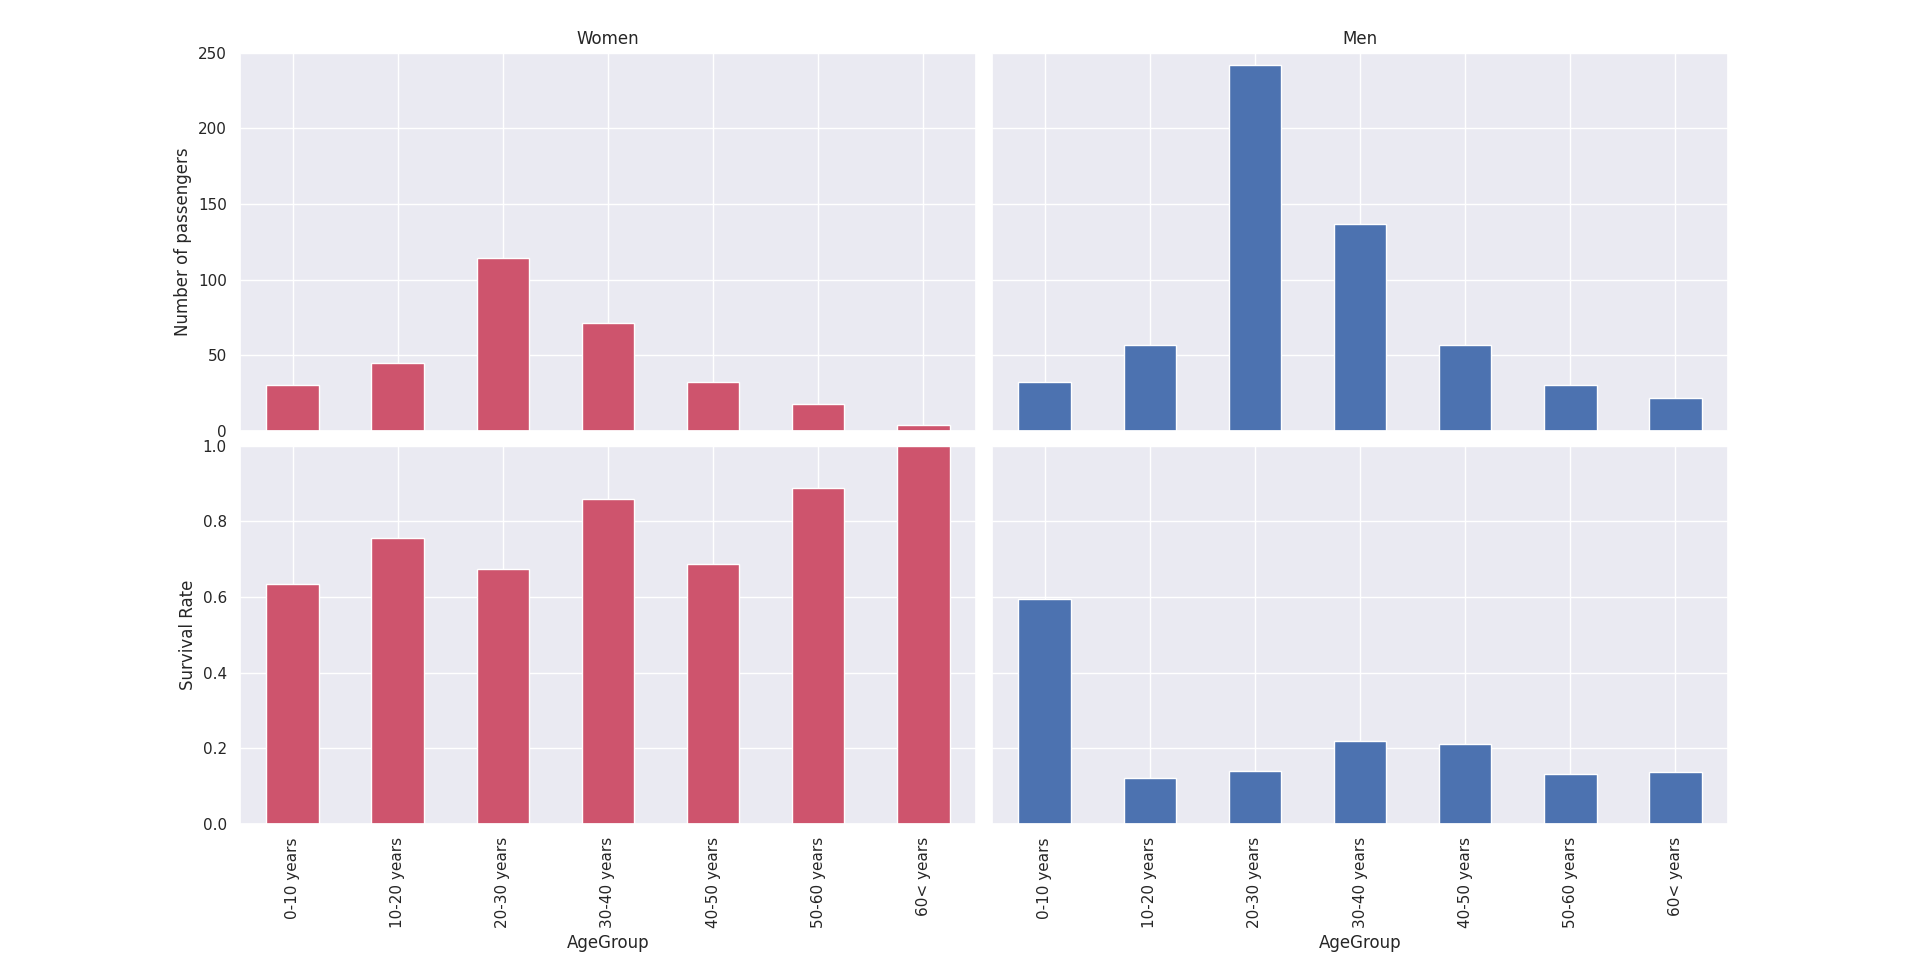 Women
Men
250
200
150
100
50
0
Number of passengers
1.0
0.8
0.6
0.4
0.2
0.0
Survival Rate
0-10 years
10-20 years
20-30 years
30-40 years
40-50 years
50-60 years
60< years
AgeGroup
0-10 years
10-20 years
20-30 years
30-40 years
40-50 years
50-60 years
60< years
AgeGroup